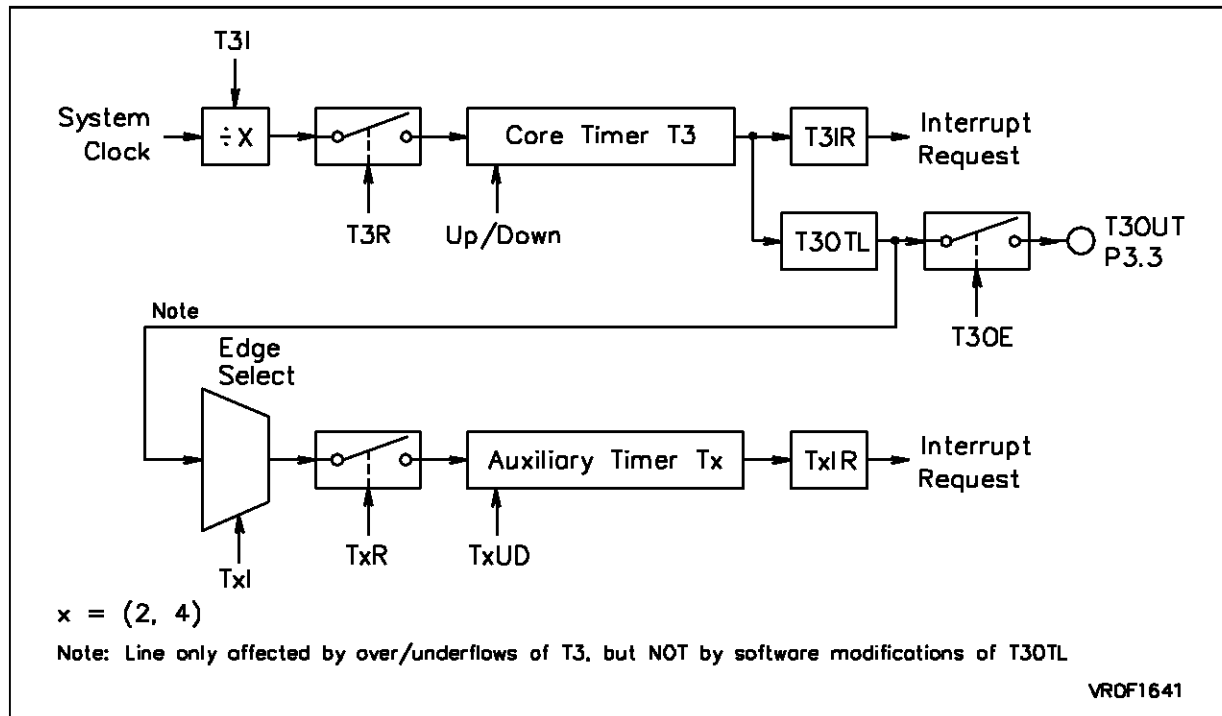 T3I
System
Clock
÷X
Core Timer T3
T3IR
Interrupt
Request
T3R
Up/Down
T3OTL
T3OUT
P3.3
T3OE
Note
Edge
Select
Auxiliary Timer Tx
TxIR
Interrupt
Request
TxI
TxR
TxUD
x = (2, 4)
Note: Line only affected by over/underflows of T3, but NOT by software modifications of T3OTL
VR0F1641